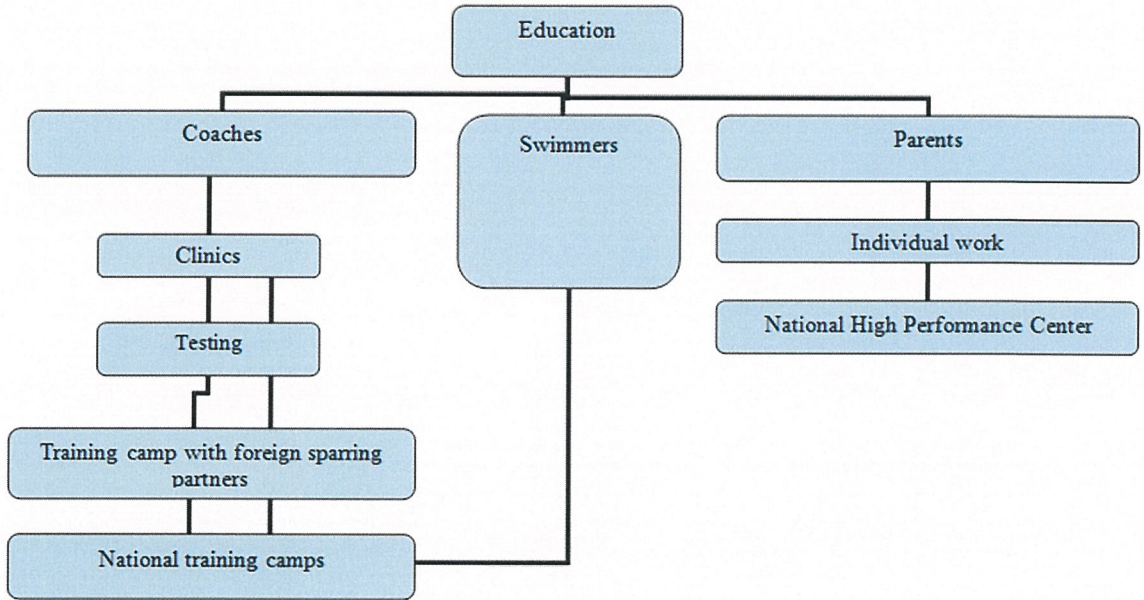 Education
Coaches
Swimmers
Parents
Clinics
Individual work
Testing
National High Performance Center
Training camp with foreign sparring
partners
National training camps